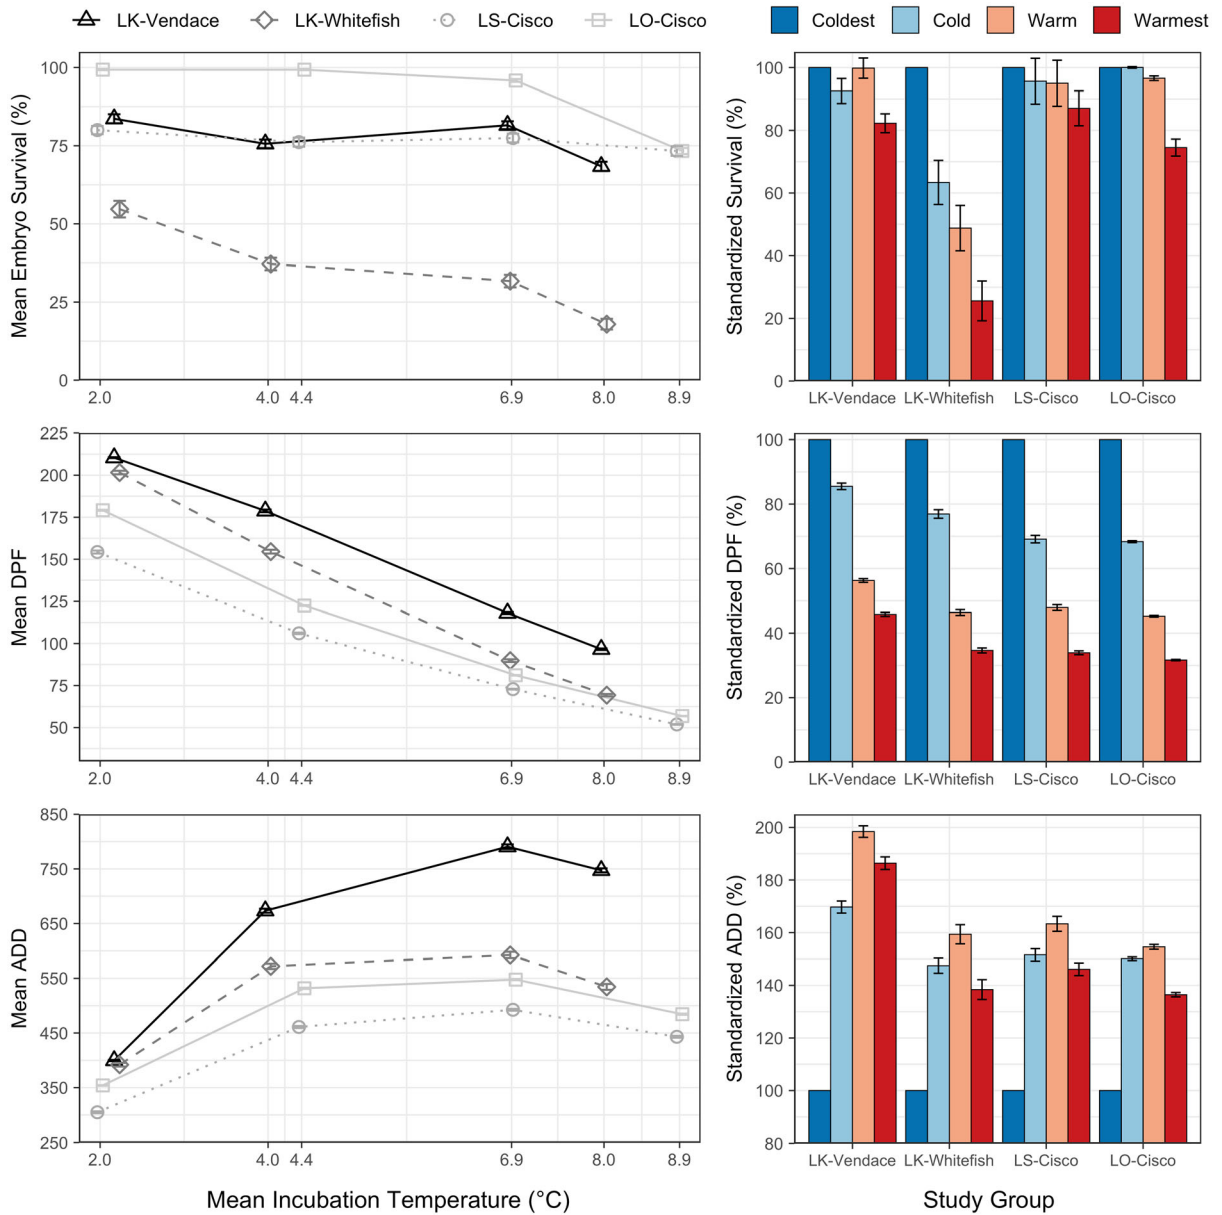 LK-Vendace LK-Whitefish LS-Cisco LO-Cisco
Coldest Cold Warm Warmest
Mean Embryo Survival (%)
100
75
50
25
0
2.0 4.0 4.4 6.9 8.0 8.9
Standardized Survival (%)
100
80
60
40
20
0
LK-Vendace LK-Whitefish LS-Cisco LO-Cisco
Mean DPF
225
200
175
150
125
100
75
50
2.0 4.0 4.4 6.9 8.0 8.9
Standardized DPF (%)
100
80
60
40
20
0
LK-Vendace LK-Whitefish LS-Cisco LO-Cisco
Mean ADD
850
750
650
550
450
350
250
2.0 4.0 4.4 6.9 8.0 8.9
Mean Incubation Temperature (°C)
Standardized ADD (%)
200
180
160
140
120
100
80
LK-Vendace LK-Whitefish LS-Cisco LO-Cisco
Study Group